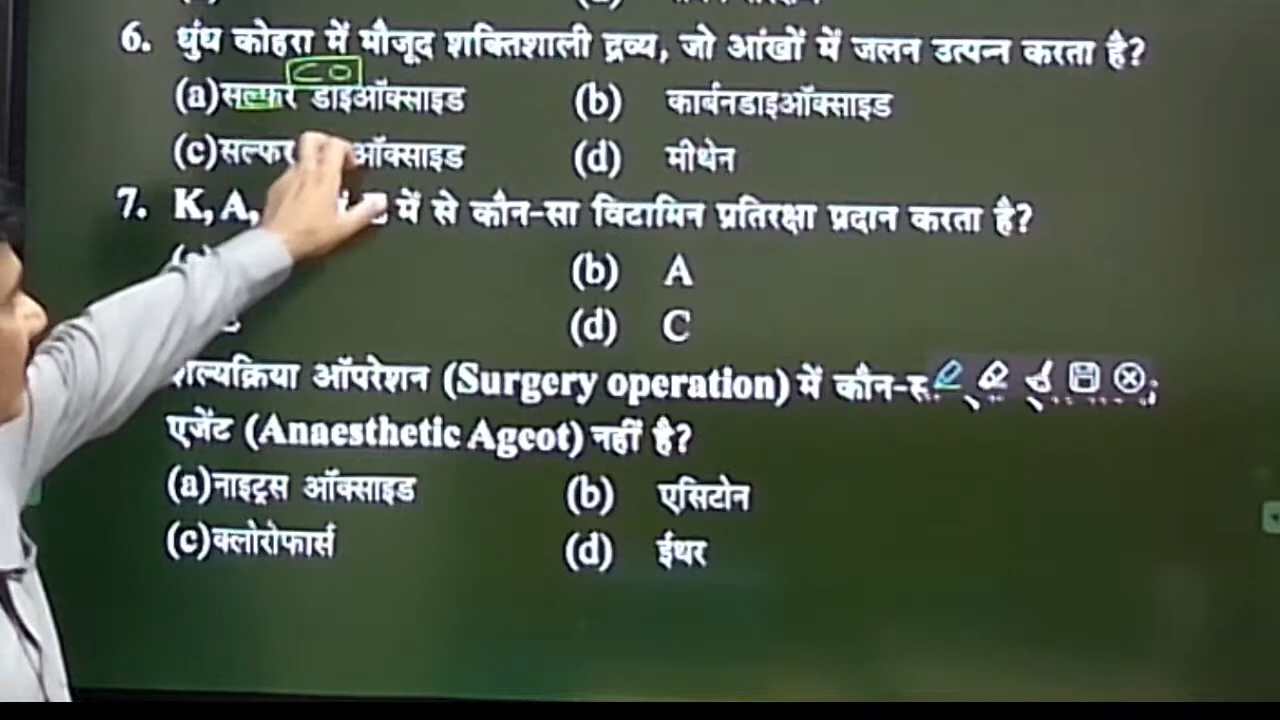 6. धुंध कोहरा में मौजूद शक्तिशाली द्रव्य, जो आंखों में जलन उत्पन्न करता है?
CO
(a) सल्फर डाइऑक्साइड (b) कार्बनडाइऑक्साइड
(c) सल्फर ऑक्साइड (d) मीथेन
7. K, A, में से कौन-सा विटामिन प्रतिरक्षा प्रदान करता है?
(b) A
(d) C
शल्यक्रिया ऑपरेशन (Surgery operation) में
एजेंट (Anaesthetic Ageot) नहीं है?
(a) नाइट्रस ऑक्साइड (b) एसिटोन
(c) क्लोरोफार्स (d) ईथर